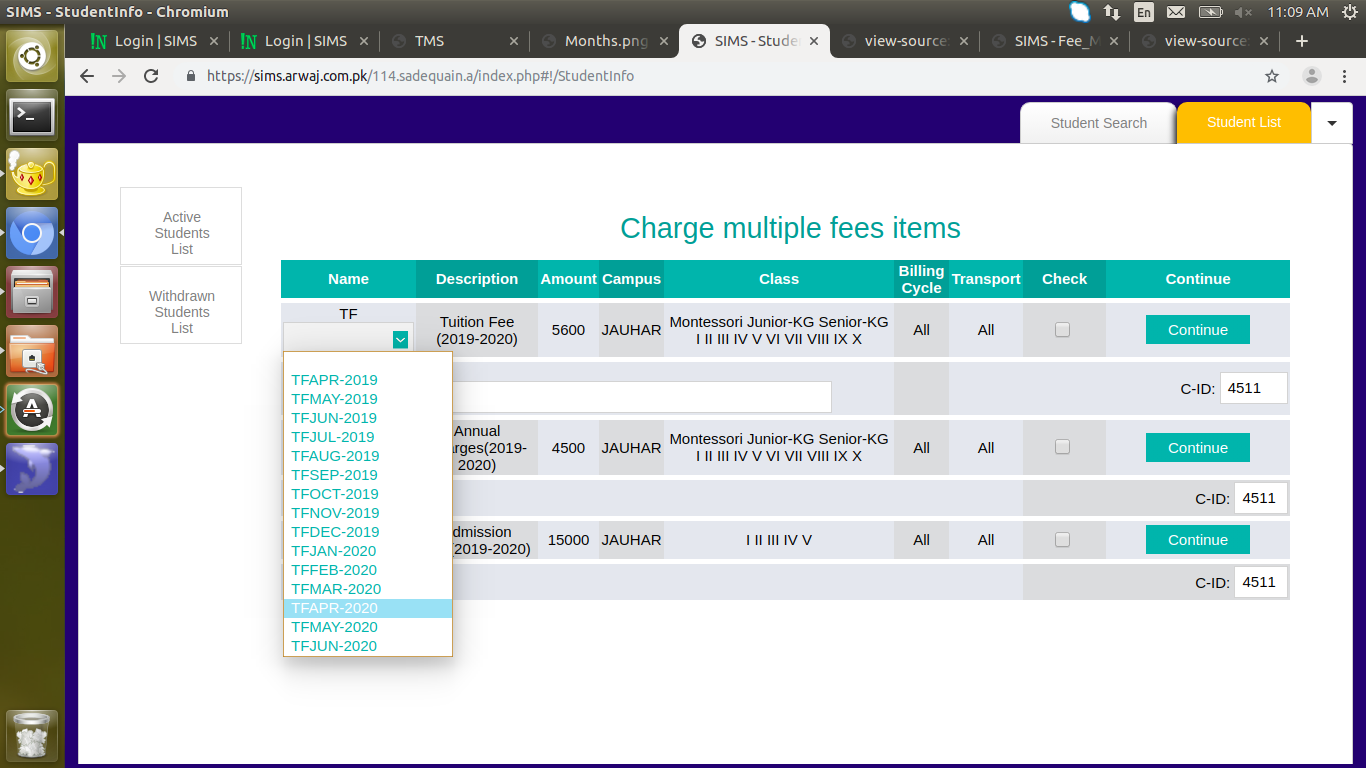 SIMS - StudentInfo - Chromium
En
11:09 AM
!N Login | SIMS
!N Login | SIMS
TMS
Months.png
SIMS - Stude
view-source:
SIMS - Fee_M
view-source:
https://sims.arwaj.com.pk/114.sadequain.a/index.php#!/StudentInfo
Student Search
Student List
Active
Students
List
Withdrawn
Students
List
Charge multiple fees items
Name
Description
Amount
Campus
Class
Billing
Cycle
Transport
Check
Continue
TF
Tuition Fee
(2019-2020)
5600
JAUHAR
Montessori Junior-KG Senior-KG
I II III IV V VI VII VIII IX X
All
All
Continue
C-ID: 4511
TFAPR-2019
TFMAY-2019
TFJUN-2019
TFJUL-2019
TFAUG-2019
TFSEP-2019
TFOCT-2019
TFNOV-2019
TFDEC-2019
TFJAN-2020
TFFEB-2020
TFMAR-2020
TFAPR-2020
TFMAY-2020
TFJUN-2020
Annual
arges(2019-
2020)
4500
JAUHAR
Montessori Junior-KG Senior-KG
I II III IV V VI VII VIII IX X
All
All
Continue
C-ID: 4511
dmission
(2019-2020)
15000
JAUHAR
I II III IV V
All
All
Continue
C-ID: 4511